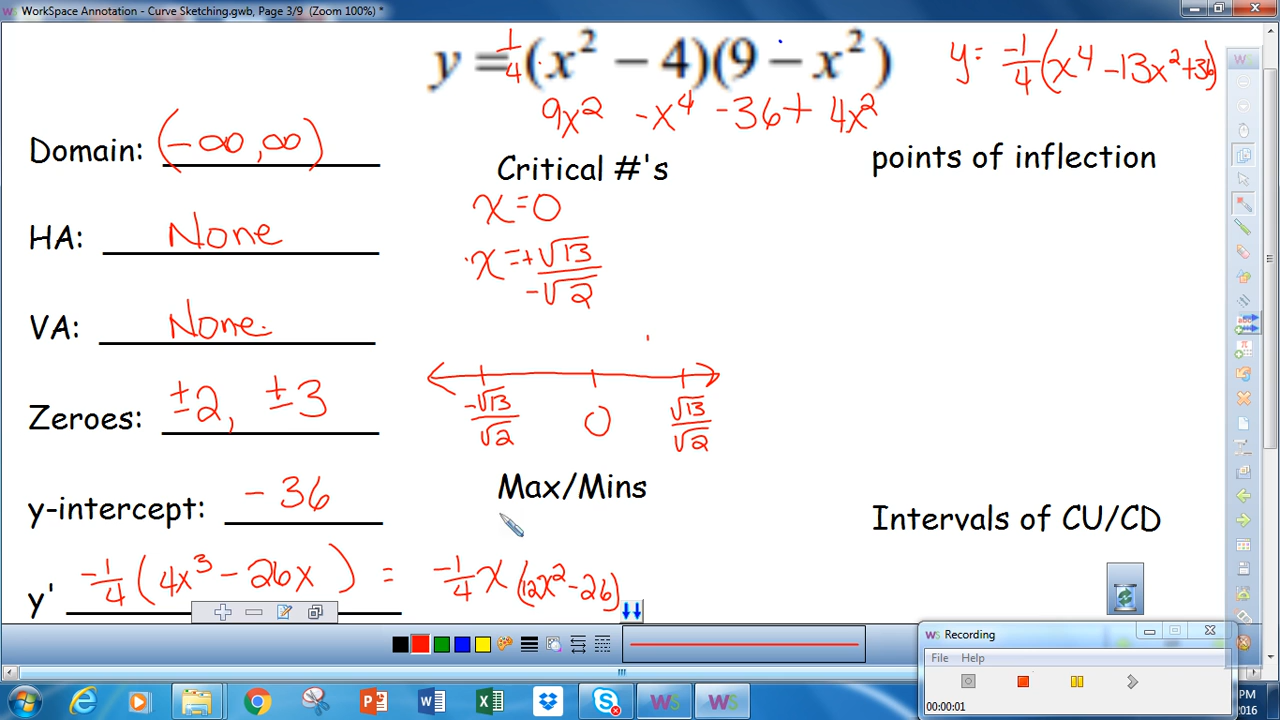 WorkSpace Annotation - Curve Sketching.gwb, Page 3/9 (Zoom 100%) *
y = 1/4 (x² − 4)(9 − x²)
y = -1/4 (x⁴ - 13x² + 36)
9x² - x⁴ - 36 + 4x²
Domain: (-∞, ∞)
Critical #'s
points of inflection
x = 0
HA: None
x = ± √13/√2
VA: None
-√13/√2 0 √13/√2
Zeroes: ±2, ±3
Max/Mins
y-intercept: -36
Intervals of CU/CD
y' -1/4 (4x³ - 26x) = -1/4 x (12x² - 26)
Recording
File Help
00:00:01
PM
2016